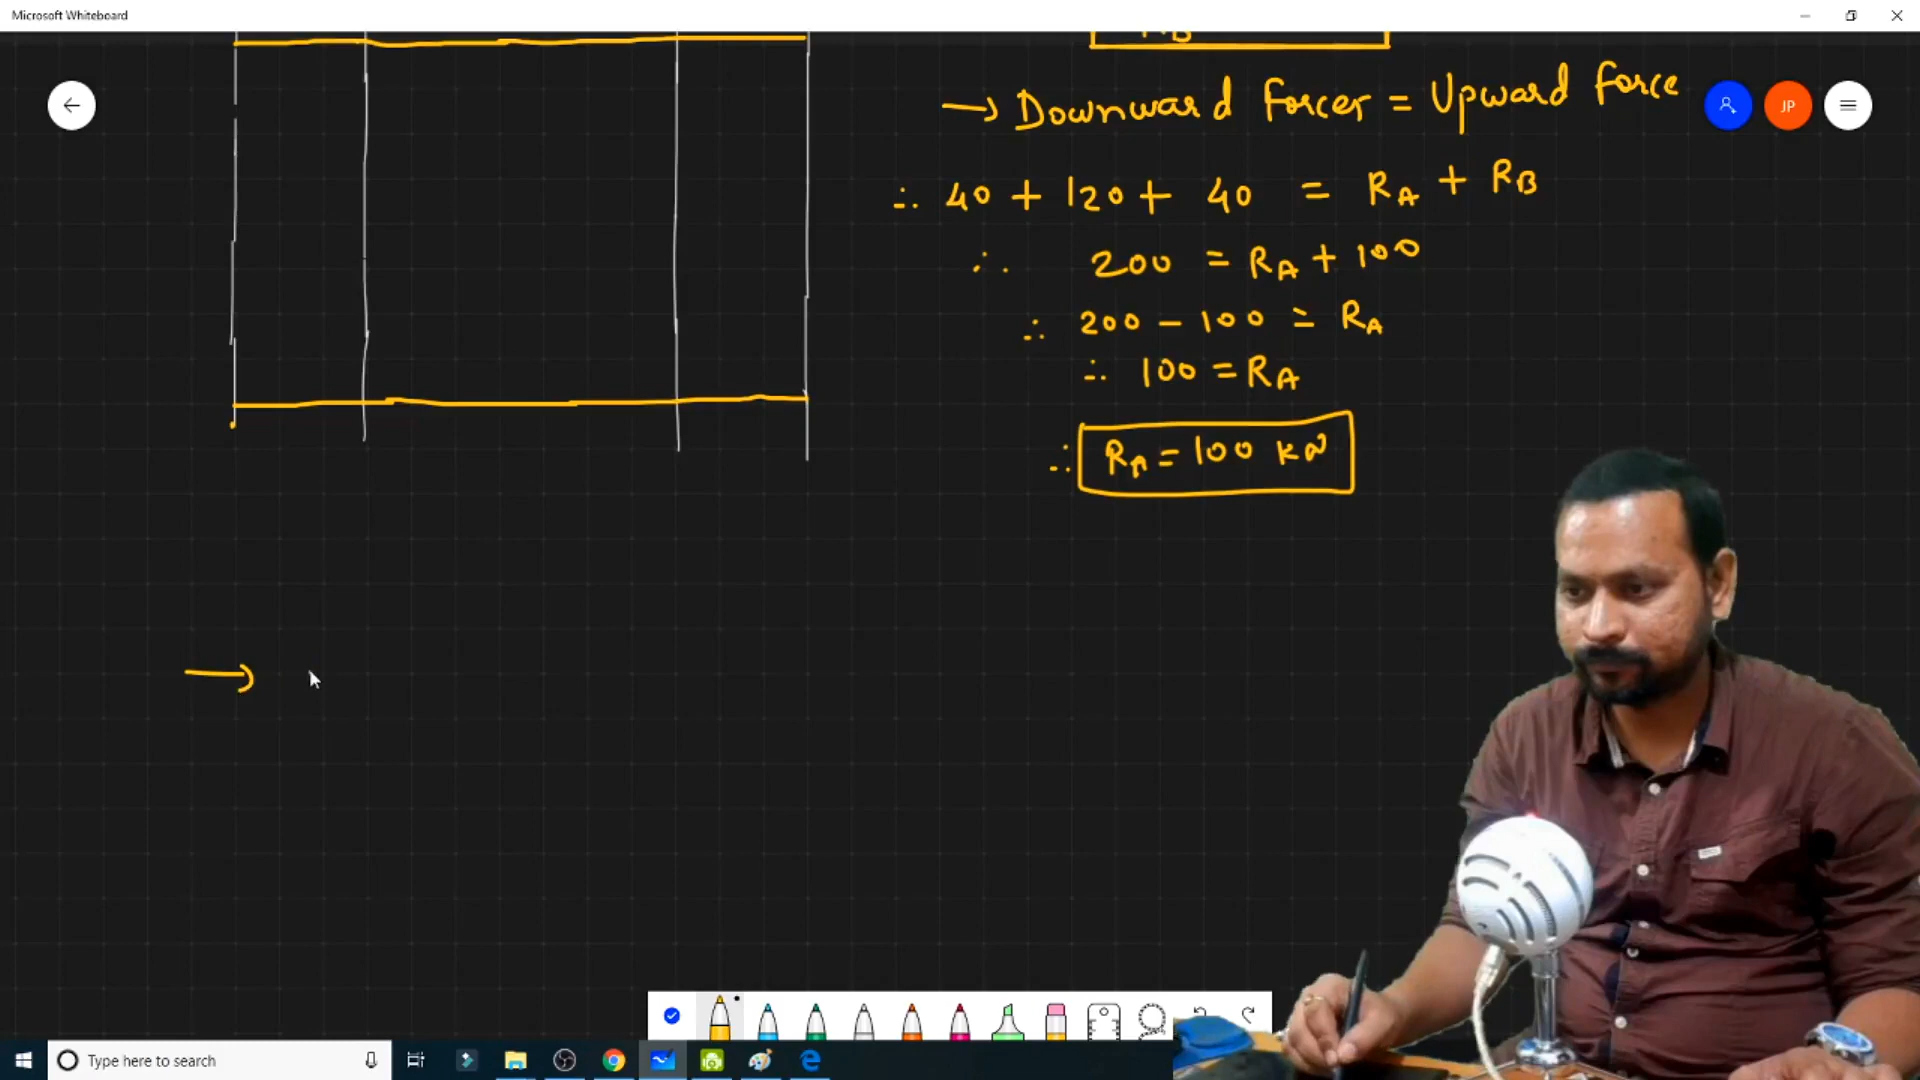 Microsoft Whiteboard
RB
→ Downward forces = Upward force
JP
∴ 40 + 120 + 40 = RA + RB
∴ 200 = RA + 100
∴ 200 - 100 = RA
∴ 100 = RA
∴ RA = 100 kN
→
Type here to search